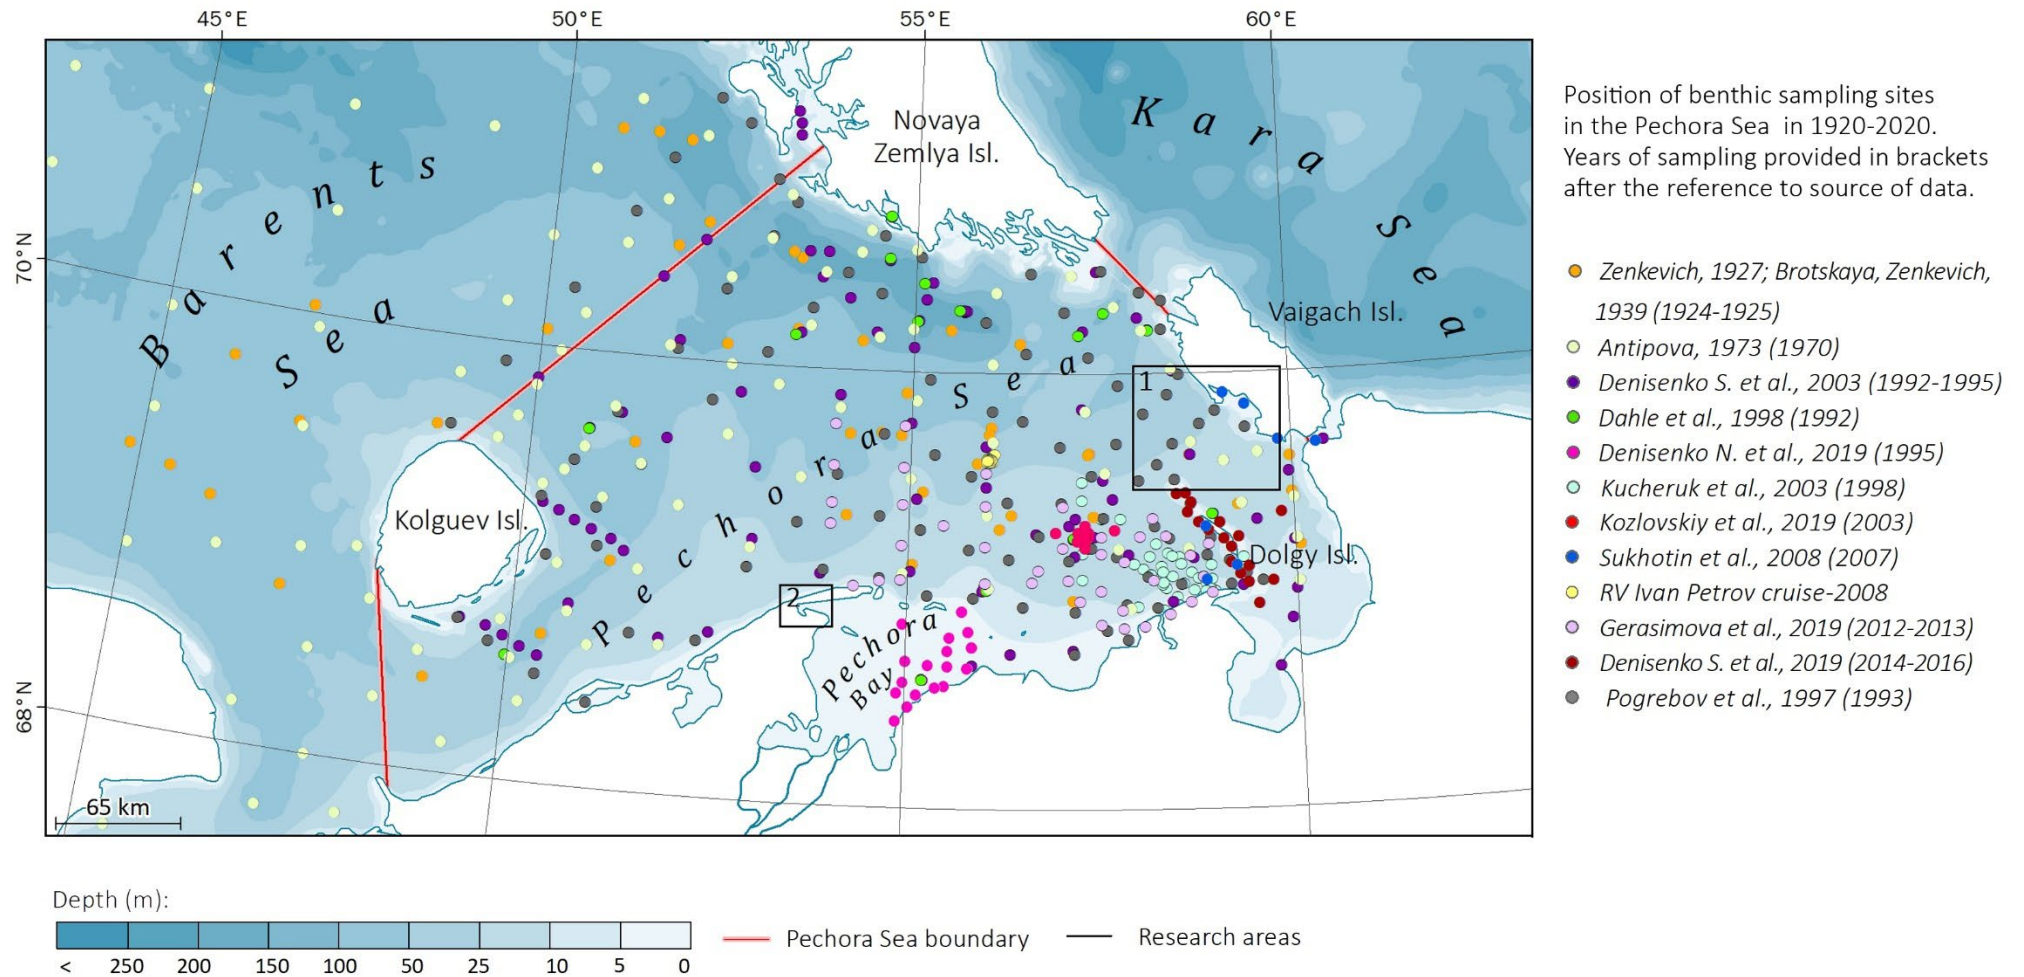 45°E 50°E 55°E 60°E
70°N
68°N
Barents
Sea
Kara
Sea
Novaya
Zemlya Isl.
Vaigach Isl.
Kolguev Isl.
Pechora Sea
1
2
Dolgy Isl.
Pechora
Bay
65 km
Position of benthic sampling sites
in the Pechora Sea in 1920-2020.
Years of sampling provided in brackets
after the reference to source of data.
Zenkevich, 1927; Brotskaya, Zenkevich,
1939 (1924-1925)
Antipova, 1973 (1970)
Denisenko S. et al., 2003 (1992-1995)
Dahle et al., 1998 (1992)
Denisenko N. et al., 2019 (1995)
Kucheruk et al., 2003 (1998)
Kozlovskiy et al., 2019 (2003)
Sukhotin et al., 2008 (2007)
RV Ivan Petrov cruise-2008
Gerasimova et al., 2019 (2012-2013)
Denisenko S. et al., 2019 (2014-2016)
Pogrebov et al., 1997 (1993)
Depth (m):
< 250 200 150 100 50 25 10 5 0
Pechora Sea boundary
Research areas